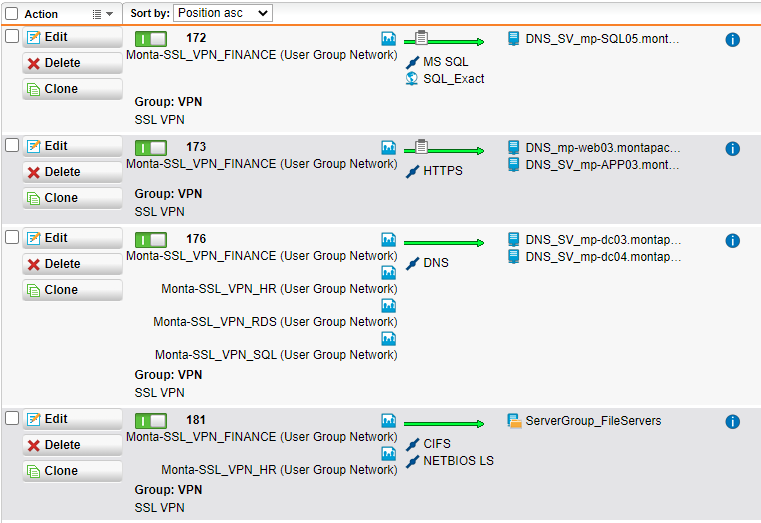 Action Sort by: Position asc
Edit 172 DNS_SV_mp-SQL05.mont...
Monta-SSL_VPN_FINANCE (User Group Network)
Delete MS SQL
SQL_Exact
Clone
Group: VPN
SSL VPN
Edit 173 DNS_mp-web03.montapac...
Monta-SSL_VPN_FINANCE (User Group Network) DNS_SV_mp-APP03.mont...
Delete HTTPS
Clone Group: VPN
SSL VPN
Edit 176 DNS_SV_mp-dc03.montap...
Monta-SSL_VPN_FINANCE (User Group Network) DNS_SV_mp-dc04.montap...
Delete DNS
Clone Monta-SSL_VPN_HR (User Group Network)
Monta-SSL_VPN_RDS (User Group Network)
Monta-SSL_VPN_SQL (User Group Network)
Group: VPN
SSL VPN
Edit 181 ServerGroup_FileServers
Monta-SSL_VPN_FINANCE (User Group Network)
Delete CIFS
NETBIOS LS
Clone Monta-SSL_VPN_HR (User Group Network)
Group: VPN
SSL VPN